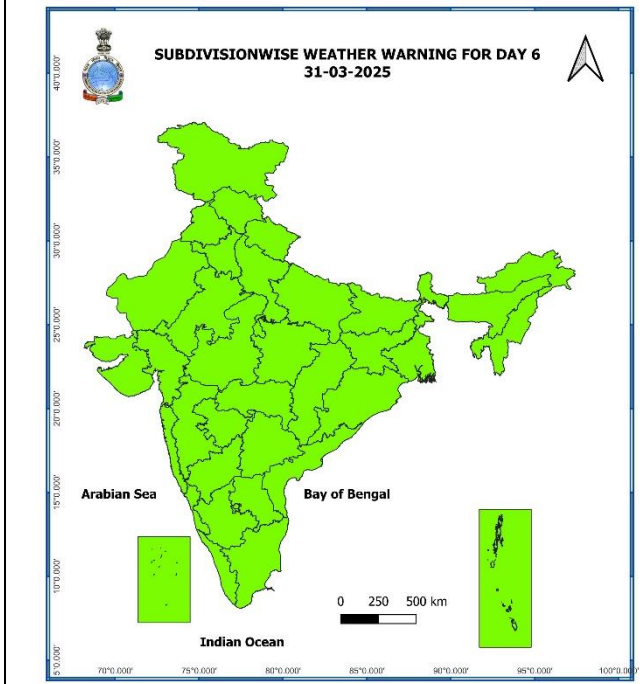 SUBDIVISIONWISE WEATHER WARNING FOR DAY 6
31-03-2025
40°0.000'
35°0.000'
30°0.000'
25°0.000'
20°0.000'
15°0.000'
10°0.000'
5°0.000'
Arabian Sea
Bay of Bengal
0 250 500 km
Indian Ocean
70°0.000' 75°0.000' 80°0.000' 85°0.000' 90°0.000' 95°0.000' 100°0.000'